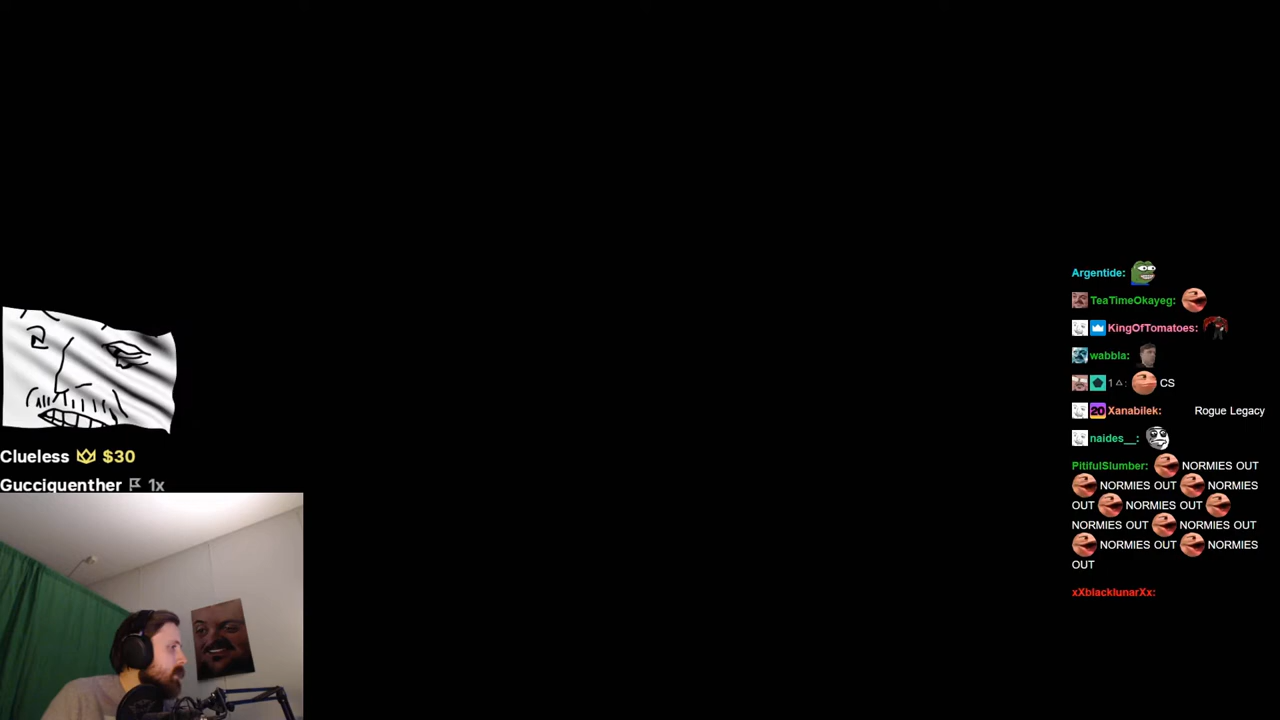 Argentide:
TeaTimeOkayeg:
KingOfTomatoes:
wabbla:
1△: CS
20 Xanabilek: Rogue Legacy
naides__:
PitifulSlumber: NORMIES OUT
NORMIES OUT NORMIES
OUT NORMIES OUT
NORMIES OUT NORMIES OUT
NORMIES OUT NORMIES
OUT
xXblacklunarXx:
Clueless $30
Gucciquenther 1x